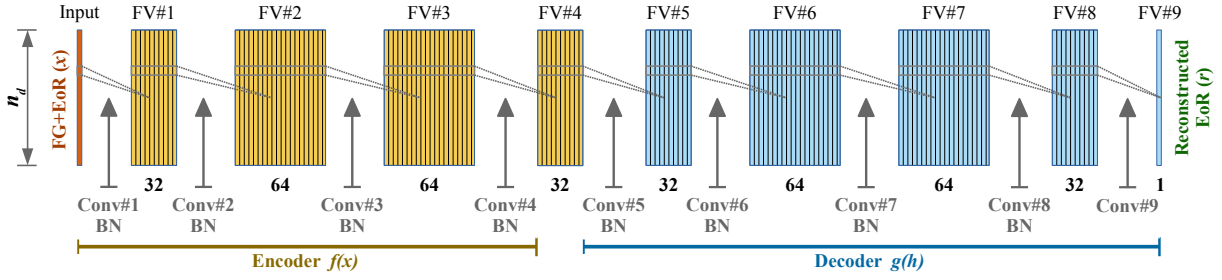 Input FV#1 FV#2 FV#3 FV#4 FV#5 FV#6 FV#7 FV#8 FV#9
n_d
FG+EoR (x)
Reconstructed
EoR (r)
32 64 64 32 32 64 64 32 1
Conv#1 Conv#2 Conv#3 Conv#4 Conv#5 Conv#6 Conv#7 Conv#8 Conv#9
BN BN BN BN BN BN BN BN
Encoder f(x) Decoder g(h)